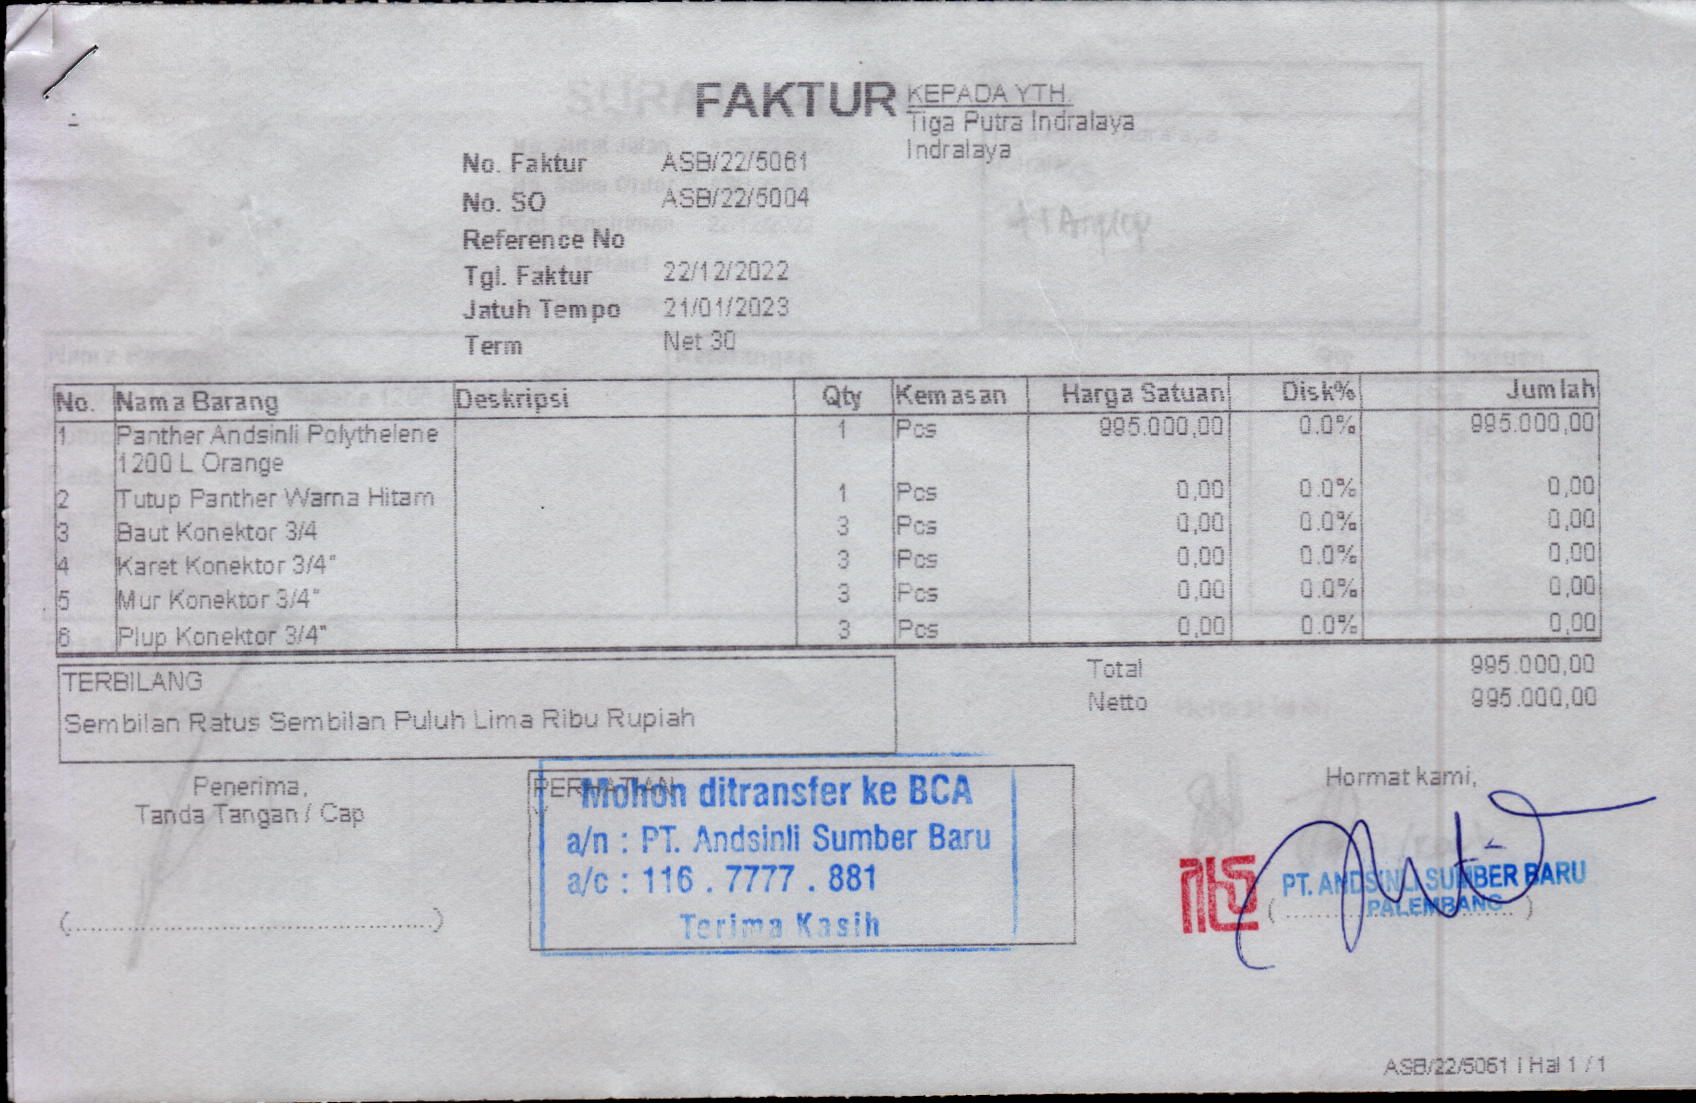 FAKTUR
KEPADA YTH.
Tiga Putra Indralaya
Indralaya
No. Faktur ASB/22/5061
No. SO ASB/22/5004
Reference No
Tgl. Faktur 22/12/2022
Jatuh Tempo 21/01/2023
Term Net 30
No. Nama Barang Deskripsi Qty Kemasan Harga Satuan Disk% Jumlah
1 Panther Andsinli Polythelene 1 Pcs 995.000,00 0.0% 995.000,00
1200 L Orange
2 Tutup Panther Warna Hitam 1 Pcs 0,00 0.0% 0,00
3 Baut Konektor 3/4 3 Pcs 0,00 0.0% 0,00
4 Karet Konektor 3/4" 3 Pcs 0,00 0.0% 0,00
5 Mur Konektor 3/4" 3 Pcs 0,00 0.0% 0,00
6 Plup Konektor 3/4" 3 Pcs 0,00 0.0% 0,00
Total 995.000,00
Netto 995.000,00
TERBILANG
Sembilan Ratus Sembilan Puluh Lima Ribu Rupiah
Penerima,
Tanda Tangan / Cap
(............................................)
PERHATIAN
Mohon ditransfer ke BCA
a/n : PT. Andsinli Sumber Baru
a/c : 116 . 7777 . 881
Terima Kasih
Hormat kami,
PT. ANDSINLI SUMBER BARU
PALEMBANG
ASB/22/5061 | Hal 1 / 1